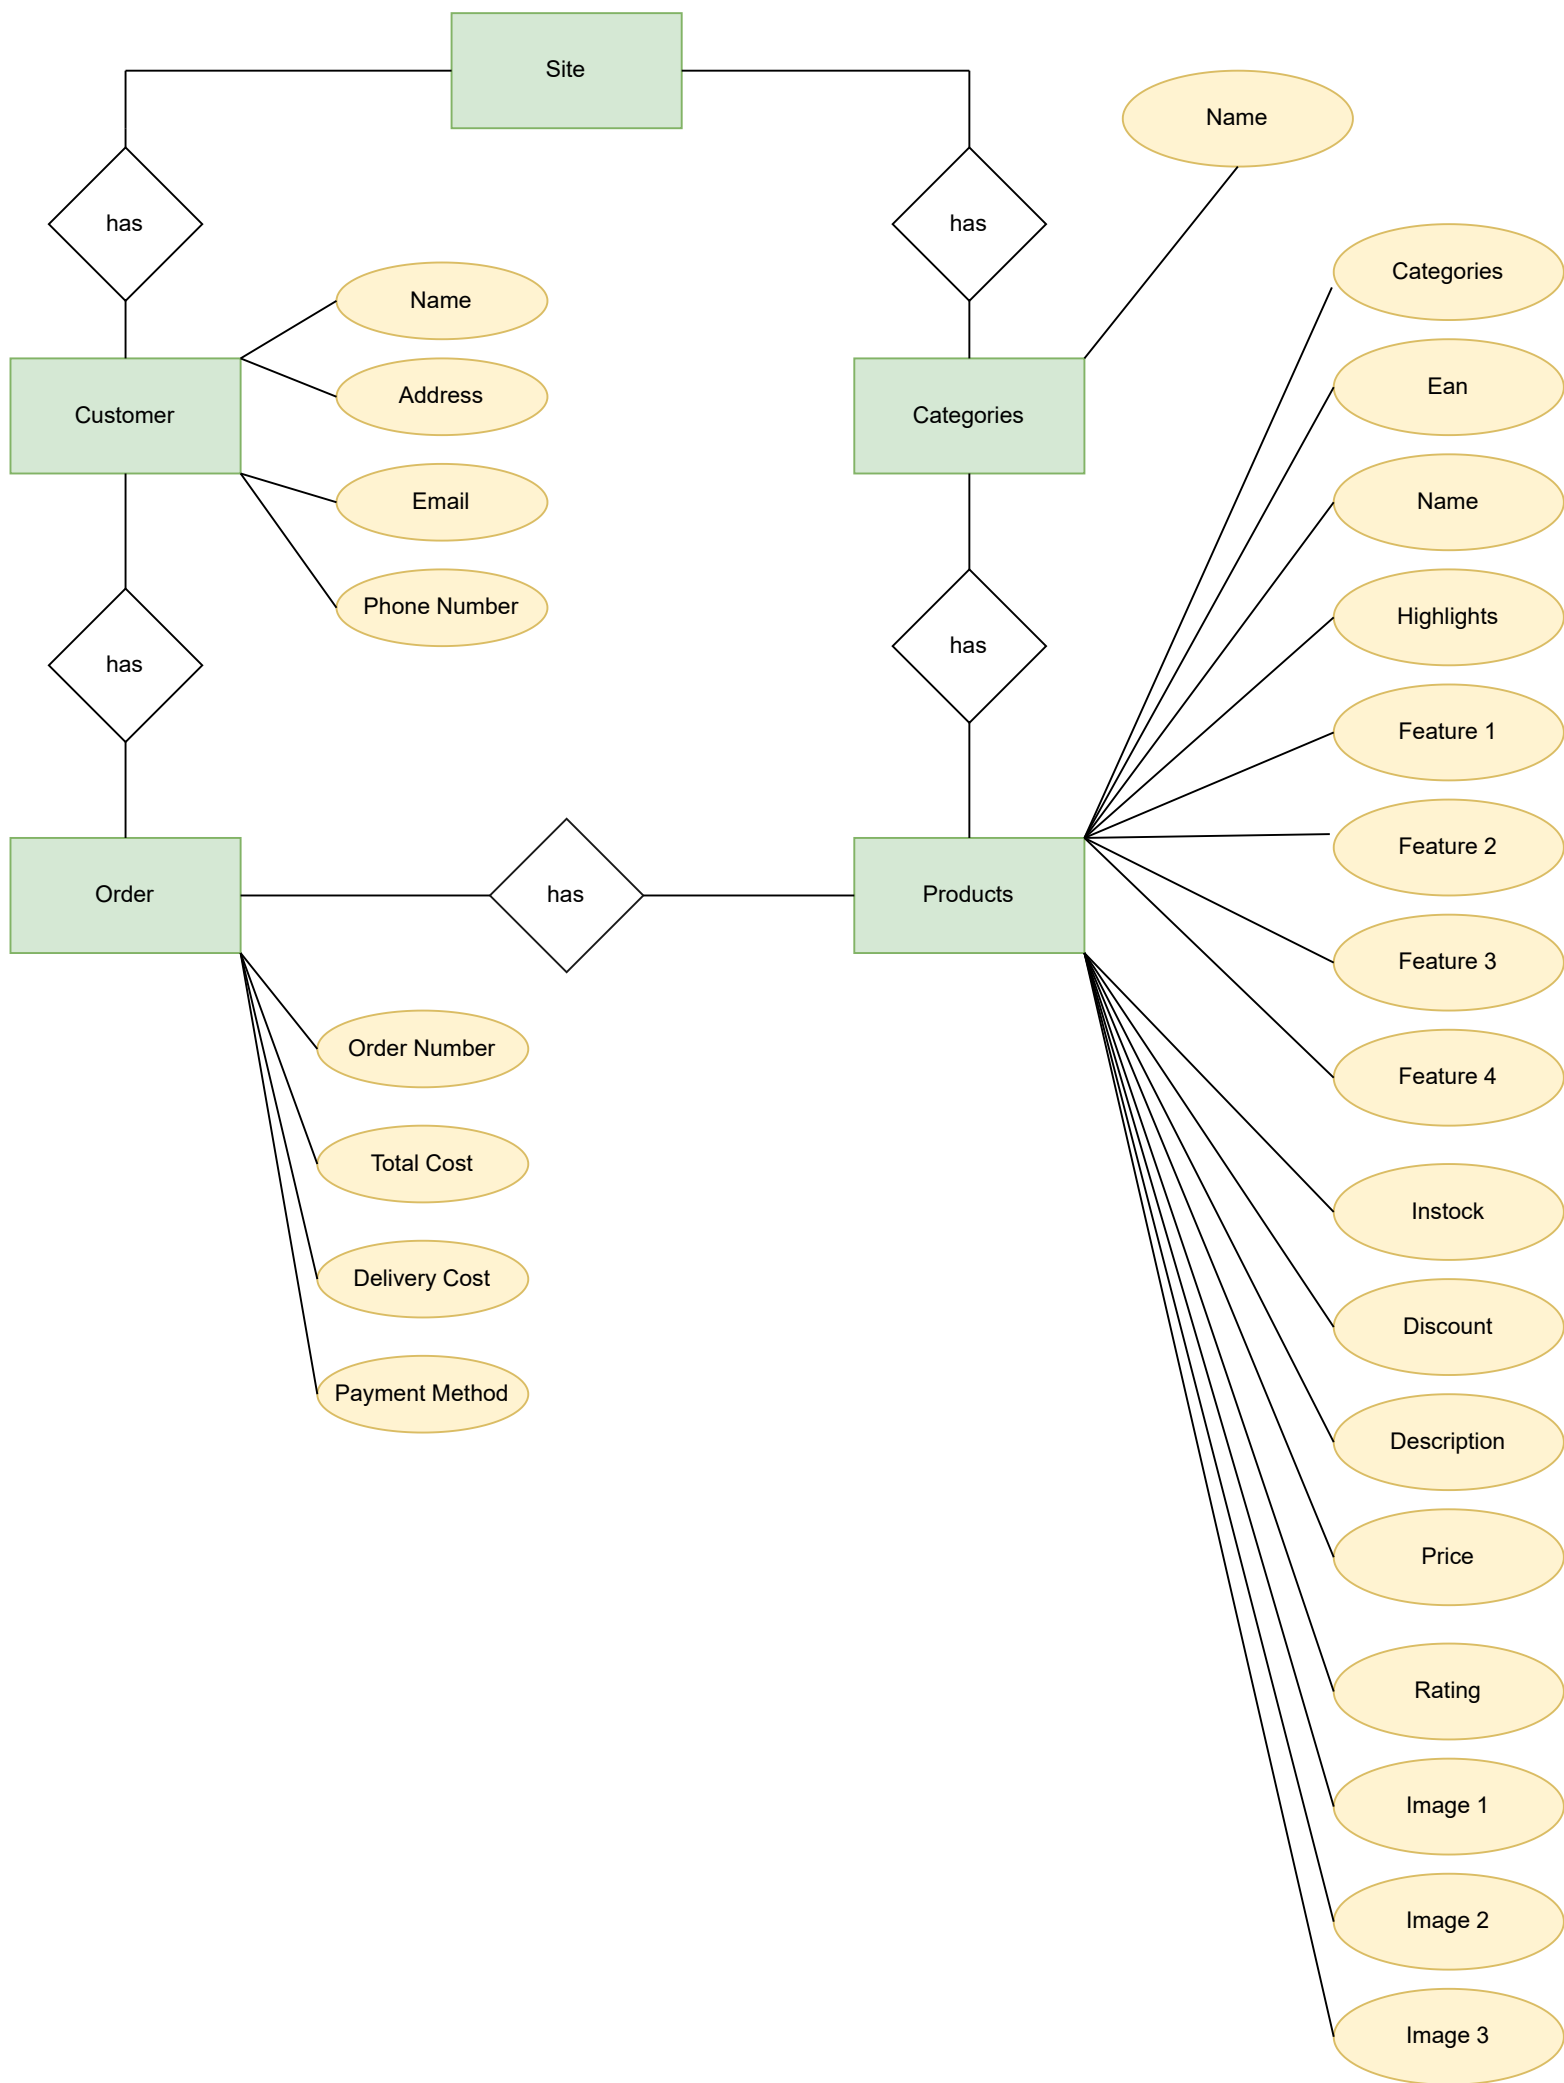 Site
Name
has
has
Categories
Name
Ean
Address
Customer
Categories
Email
Name
Phone Number
Highlights
has
has
Feature 1
Feature 2
Order
has
Products
Feature 3
Order Number
Feature 4
Total Cost
Instock
Delivery Cost
Discount
Payment Method
Description
Price
Rating
Image 1
Image 2
Image 3